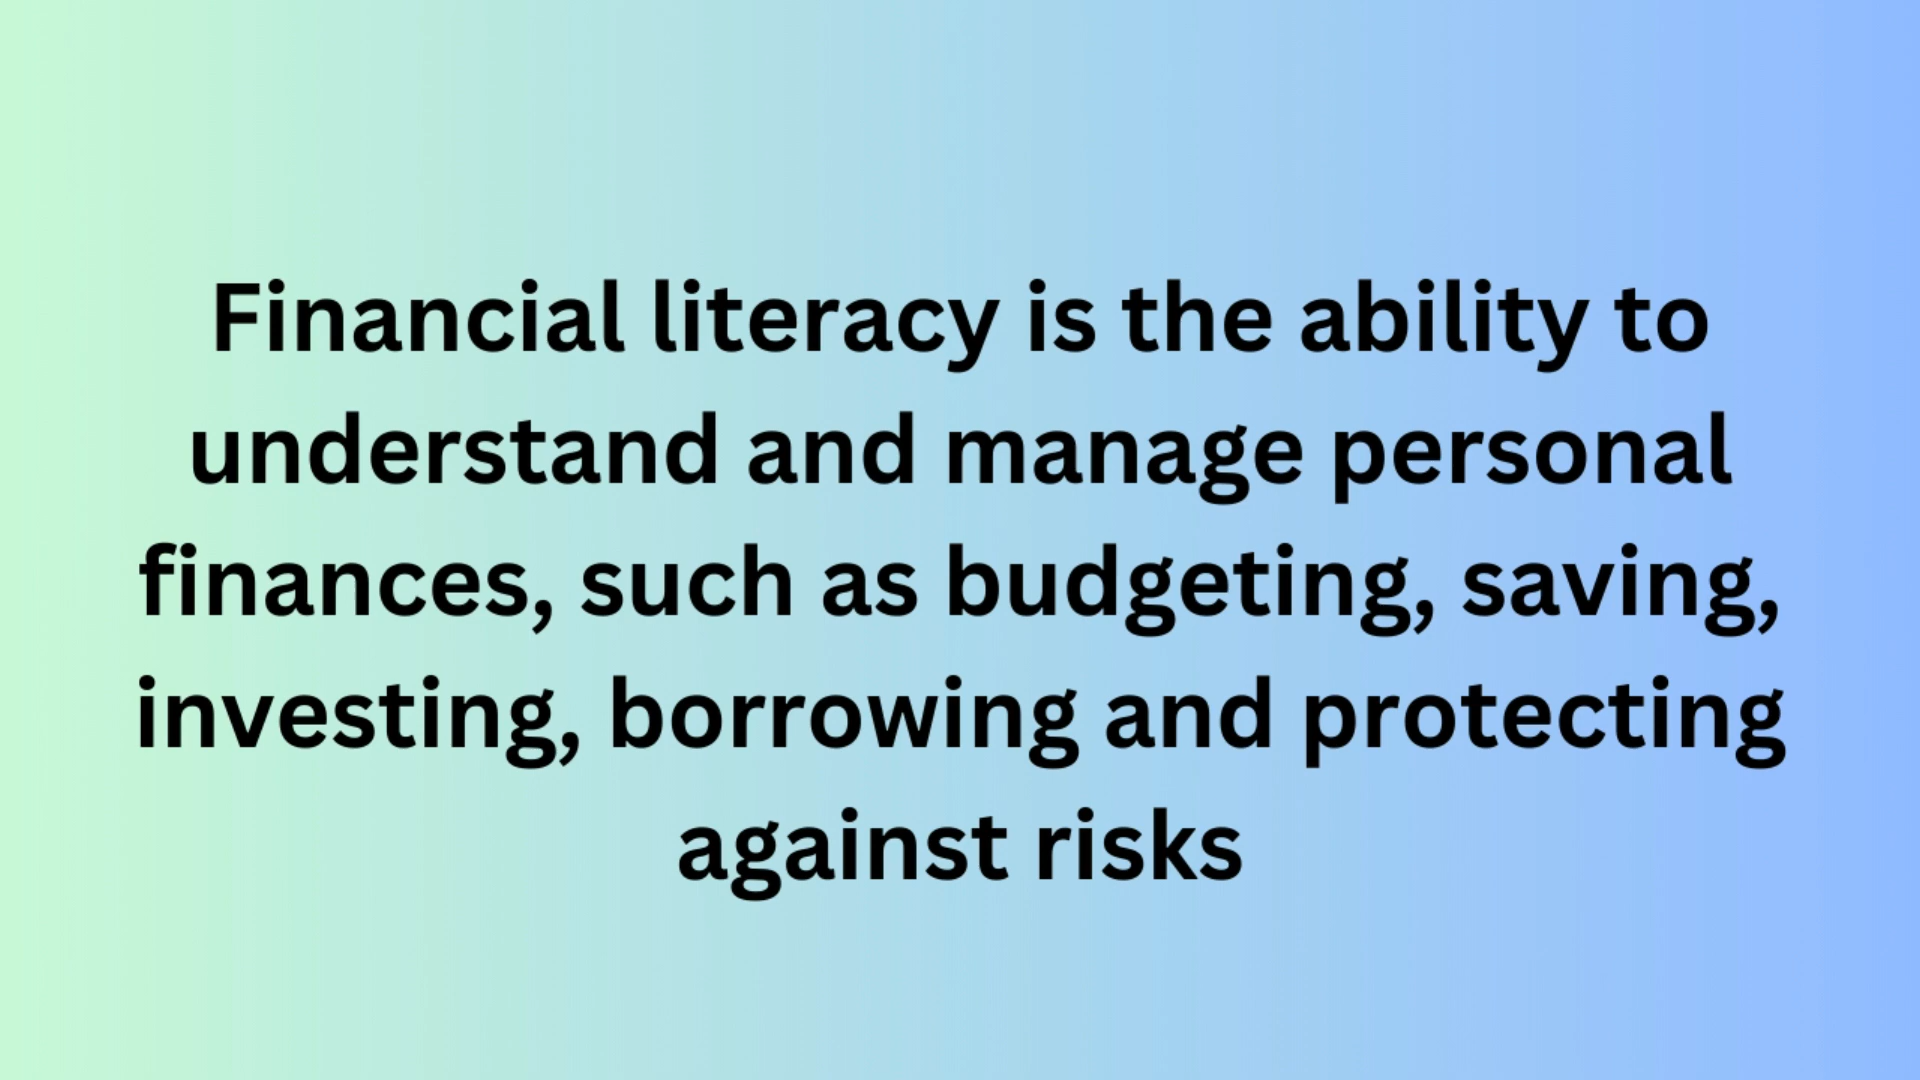 Financial literacy is the ability to
understand and manage personal
finances, such as budgeting, saving,
investing, borrowing and protecting
against risks